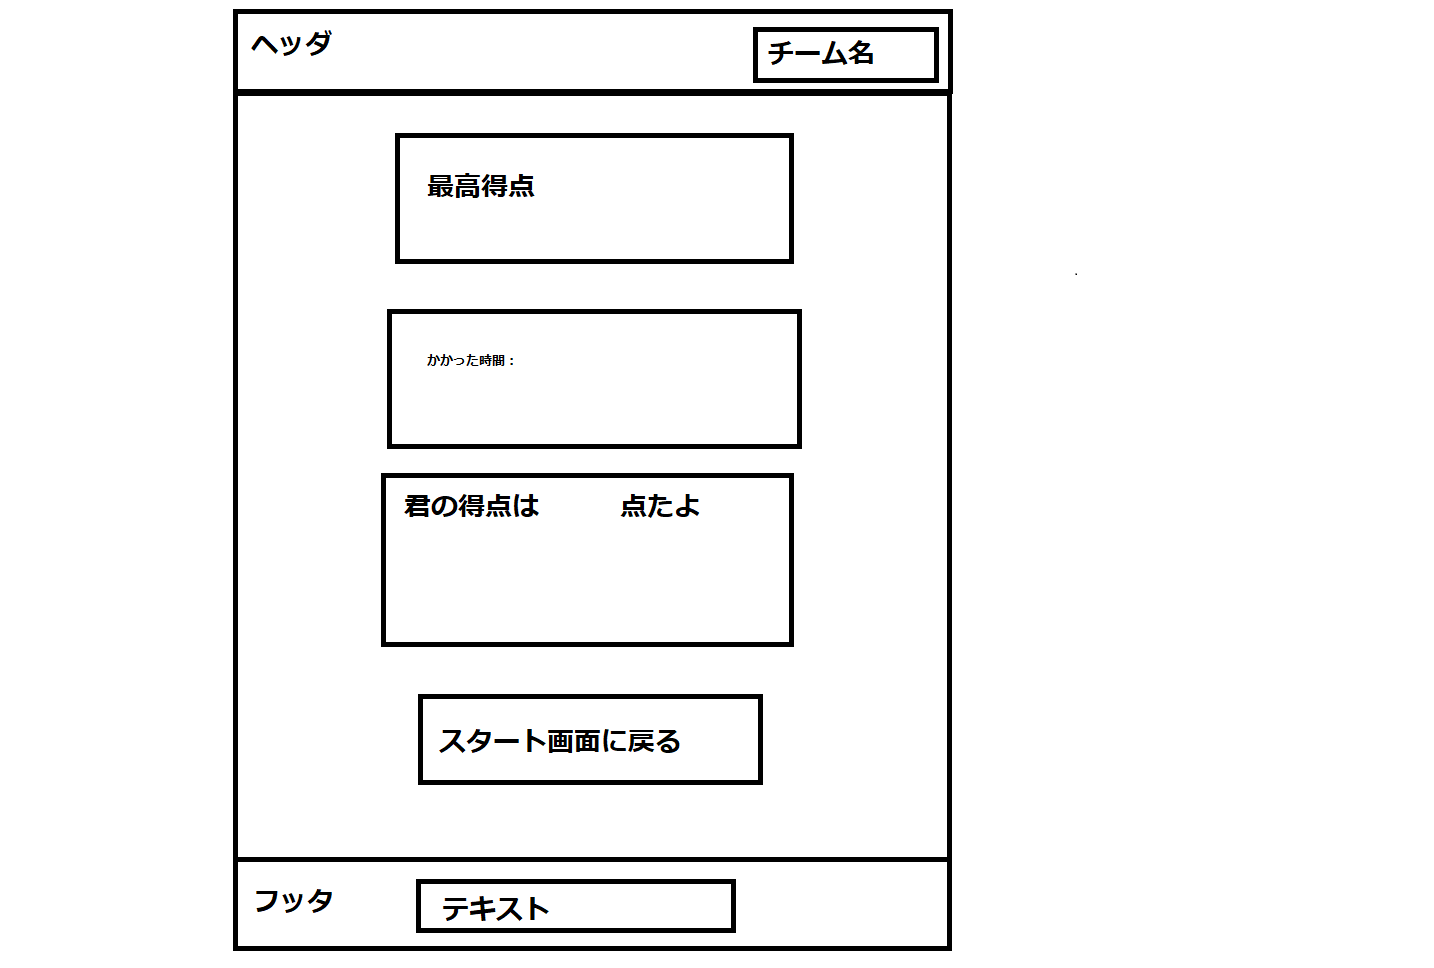 ヘッダ
チーム名
最高得点
かかった時間：
君の得点は　　　点たよ
スタート画面に戻る
フッタ
テキスト